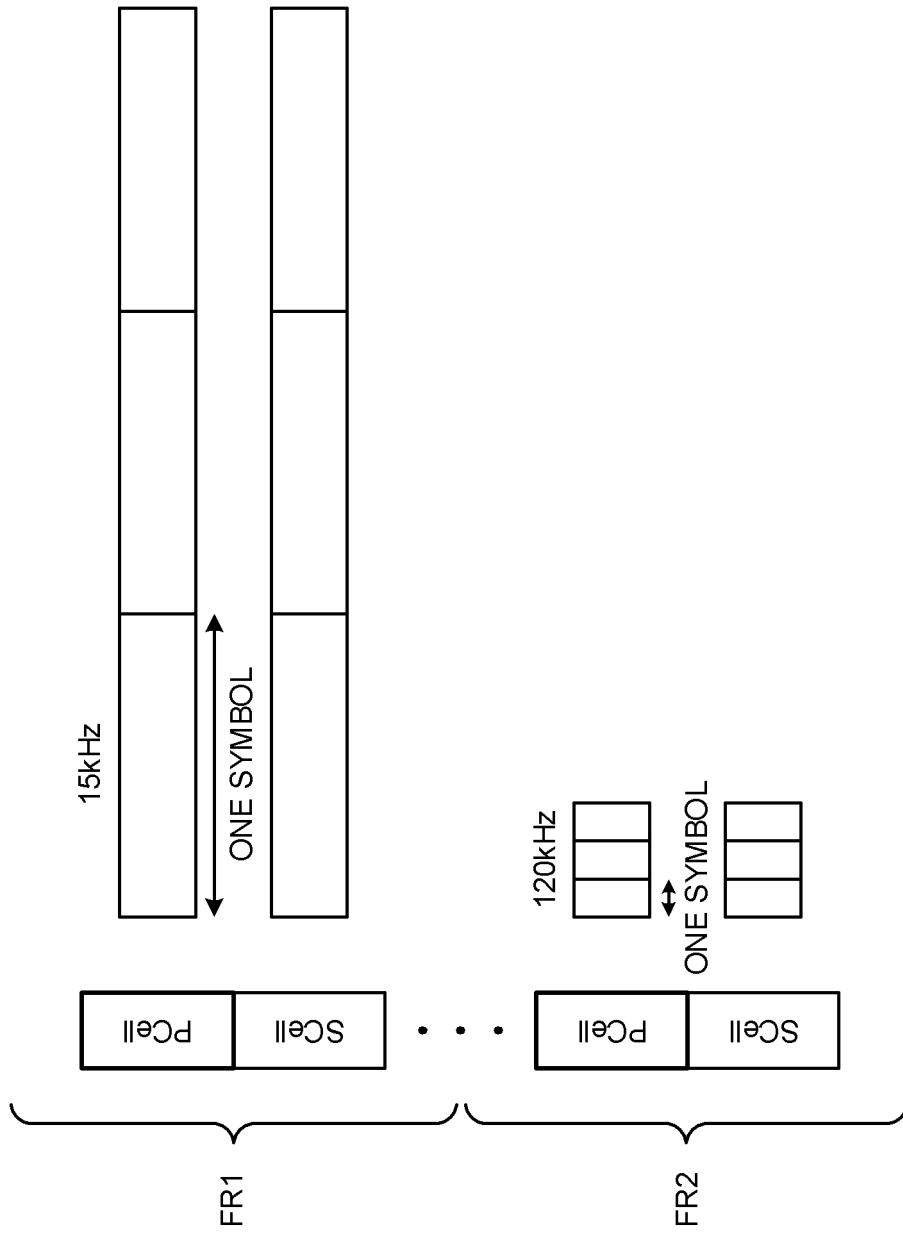 FR1
PCell
SCell
15kHz
ONE SYMBOL
FR2
PCell
SCell
120kHz
ONE SYMBOL